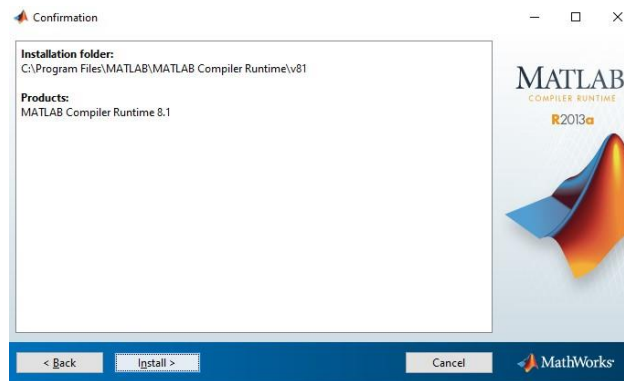 Confirmation
Installation folder:
C:\Program Files\MATLAB\MATLAB Compiler Runtime\v81
Products:
MATLAB Compiler Runtime 8.1
MATLAB
COMPILER RUNTIME
R2013a
< Back
Install >
Cancel
MathWorks